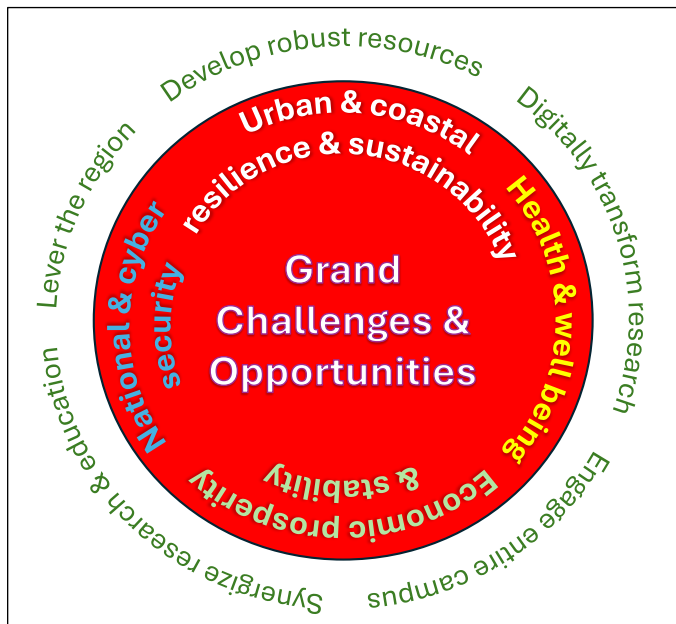 Develop robust resources
Digitally transform research
Engage entire campus
Synergize research & education
Lever the region
Urban & coastal
resilience & sustainability
Health & well being
Economic prosperity
& stability
National & cyber
security
Grand
Challenges &
Opportunities